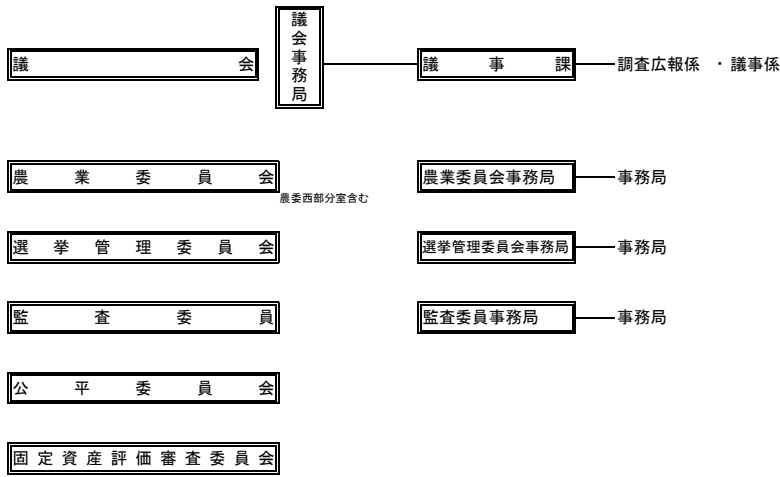 議会
議会事務局
議事課
調査広報係 ・ 議事係
農業委員会
農委西部分室含む
農業委員会事務局
事務局
選挙管理委員会
選挙管理委員会事務局
事務局
監査委員
監査委員事務局
事務局
公平委員会
固定資産評価審査委員会